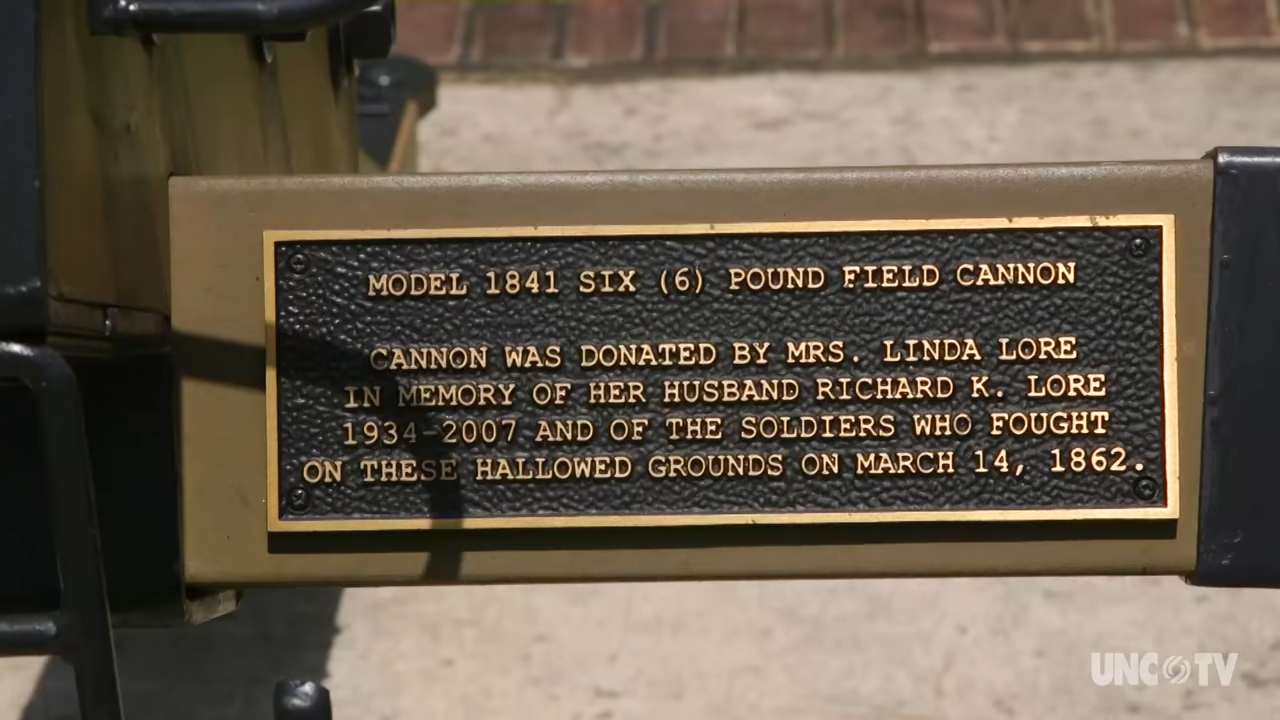 MODEL 1841 SIX (6) POUND FIELD CANNON
CANNON WAS DONATED BY MRS. LINDA LORE
IN MEMORY OF HER HUSBAND RICHARD K. LORE
1934-2007 AND OF THE SOLDIERS WHO FOUGHT
ON THESE HALLOWED GROUNDS ON MARCH 14, 1862.
UNC TV